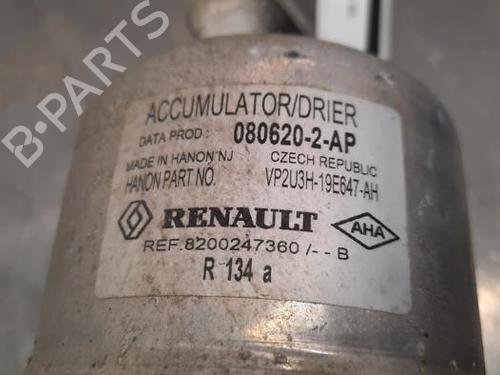 ACCUMULATOR/DRIER
DATA PROD: 080620-2-AP
MADE IN HANON NJ CZECH REPUBLIC
HANON PART NO. VP2U3H-19E647-AH
RENAULT AHA
REF.8200247360/--B
R 134 a
B-PARTS